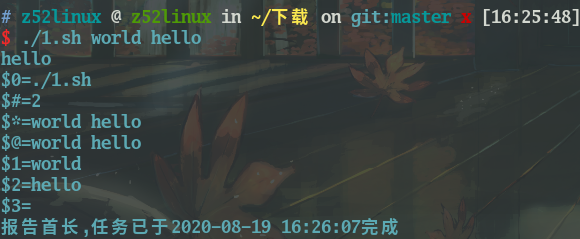 # z52linux @ z52linux in ~/下载 on git:master x [16:25:48]
$ ./1.sh world hello
hello
$0=./1.sh
$#=2
$*=world hello
$@=world hello
$1=world
$2=hello
$3=
报告首长,任务已于2020-08-19 16:26:07完成